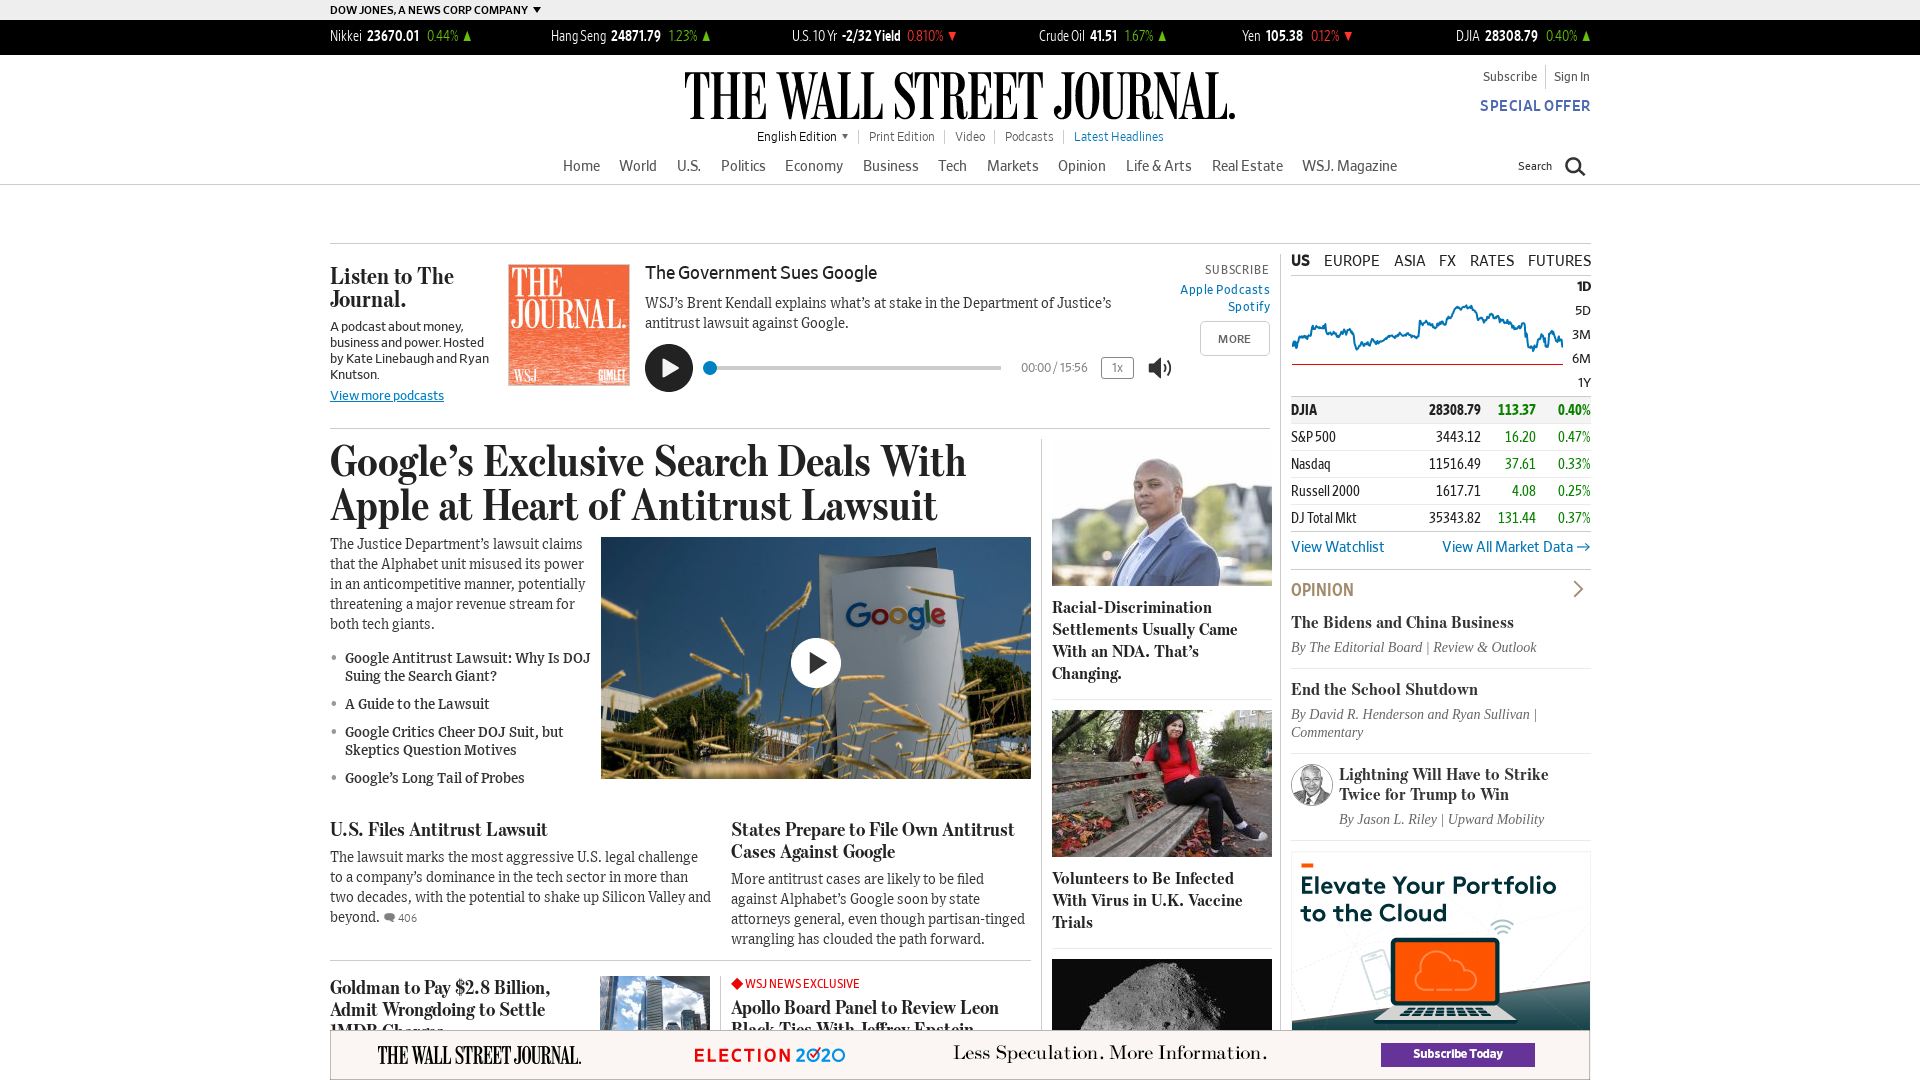 DOW JONES, A NEWS CORP COMPANY
Nikkei 23670.01 0.44%
Hang Seng 24871.79 1.23%
U.S. 10 Yr -2/32 Yield 0.810%
Crude Oil 41.51 1.67%
Yen 105.38 0.12%
DJIA 28308.79 0.40%
THE WALL STREET JOURNAL.
Subscribe Sign In
SPECIAL OFFER
English Edition Print Edition Video Podcasts Latest Headlines
Home World U.S. Politics Economy Business Tech Markets Opinion Life & Arts Real Estate WSJ. Magazine
Search
Listen to The
Journal.
A podcast about money,
business and power. Hosted
by Kate Linebaugh and Ryan
Knutson.
View more podcasts
THE
JOURNAL.
WSJ GIMLET
The Government Sues Google
WSJ’s Brent Kendall explains what’s at stake in the Department of Justice’s
antitrust lawsuit against Google.
00:00 / 15:56 1x
SUBSCRIBE
Apple Podcasts
Spotify
MORE
Google’s Exclusive Search Deals With
Apple at Heart of Antitrust Lawsuit
The Justice Department’s lawsuit claims
that the Alphabet unit misused its power
in an anticompetitive manner, potentially
threatening a major revenue stream for
both tech giants.
• Google Antitrust Lawsuit: Why Is DOJ
Suing the Search Giant?
• A Guide to the Lawsuit
• Google Critics Cheer DOJ Suit, but
Skeptics Question Motives
• Google’s Long Tail of Probes
Google
U.S. Files Antitrust Lawsuit
The lawsuit marks the most aggressive U.S. legal challenge
to a company’s dominance in the tech sector in more than
two decades, with the potential to shake up Silicon Valley and
beyond. 406
States Prepare to File Own Antitrust
Cases Against Google
More antitrust cases are likely to be filed
against Alphabet’s Google soon by state
attorneys general, even though partisan-tinged
wrangling has clouded the path forward.
Goldman to Pay $2.8 Billion,
Admit Wrongdoing to Settle
1MDB Charges
WSJ NEWS EXCLUSIVE
Apollo Board Panel to Review Leon
Black Ties With Jeffrey Epstein
Racial-Discrimination
Settlements Usually Came
With an NDA. That’s
Changing.
Volunteers to Be Infected
With Virus in U.K. Vaccine
Trials
US EUROPE ASIA FX RATES FUTURES
1D
5D
3M
6M
1Y
DJIA 28308.79 113.37 0.40%
S&P 500 3443.12 16.20 0.47%
Nasdaq 11516.49 37.61 0.33%
Russell 2000 1617.71 4.08 0.25%
DJ Total Mkt 35343.82 131.44 0.37%
View Watchlist View All Market Data
OPINION
The Bidens and China Business
By The Editorial Board | Review & Outlook
End the School Shutdown
By David R. Henderson and Ryan Sullivan |
Commentary
Lightning Will Have to Strike
Twice for Trump to Win
By Jason L. Riley | Upward Mobility
Elevate Your Portfolio
to the Cloud
THE WALL STREET JOURNAL.
ELECTION 2020
Less Speculation. More Information.
Subscribe Today